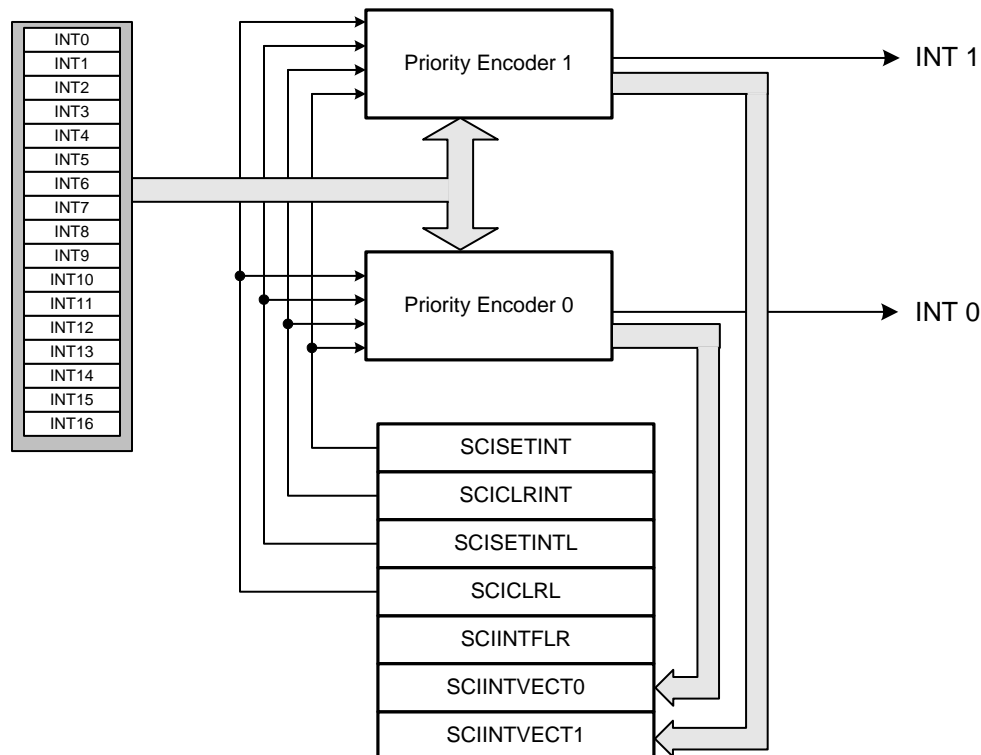 INT0
INT1
INT2
INT3
INT4
INT5
INT6
INT7
INT8
INT9
INT10
INT11
INT12
INT13
INT14
INT15
INT16
Priority Encoder 1
INT 1
Priority Encoder 0
INT 0
SCISETINT
SCICLRINT
SCISETINTL
SCICLRL
SCIINTFLR
SCIINTVECT0
SCIINTVECT1